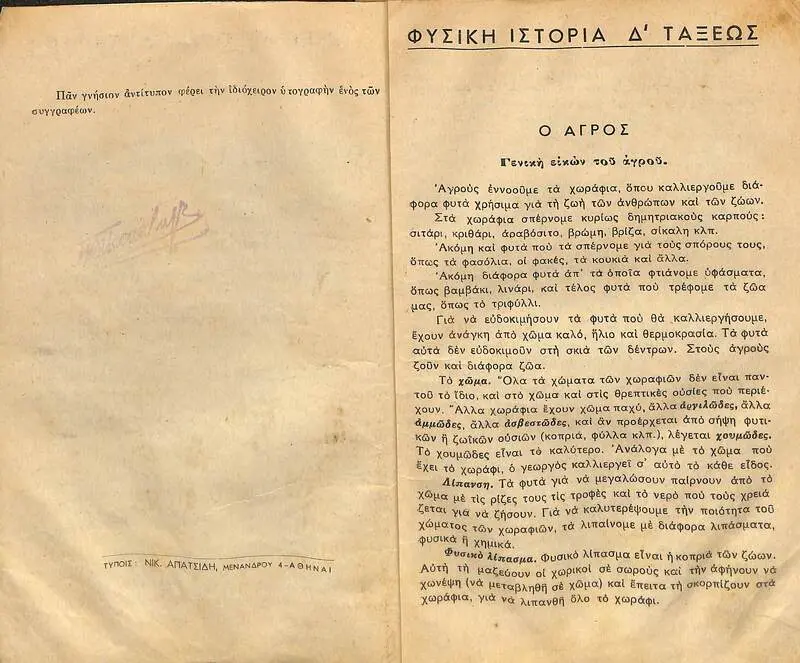 Πᾶν γνήσιον ἀντίτυπον φέρει τὴν ἰδιόχειρον ὑτογραφὴν ἑνὸς τῶν
συγγραφέων.
ΤΥΠΟΙΣ: ΝΙΚ. ΑΠΑΤΣΙΔΗ, ΜΕΝΑΝΔΡΟΥ 4-ΑΘΗΝΑΙ
ΦΥΣΙΚΗ ΙΣΤΟΡΙΑ Δ' ΤΑΞΕΩΣ
Ο ΑΓΡΟΣ
Γενικὴ εἰκὼν τοῦ ἀγροῦ.
Ἀγροὺς ἐννοοῦμε τὰ χωράφια, ὅπου καλλιεργοῦμε διά-
φορα φυτὰ χρήσιμα γιὰ τὴ ζωὴ τῶν ἀνθρώπων καὶ τῶν ζώων.
Στὰ χωράφια σπέρνομε κυρίως δημητριακοὺς καρπούς:
σιτάρι, κριθάρι, ἀραβόσιτο, βρώμη, βρίζα, σίκαλη κλπ.
Ἀκόμη καὶ φυτὰ ποὺ τὰ σπέρνομε γιὰ τοὺς σπόρους τους,
ὅπως τὰ φασόλια, οἱ φακές, τὰ κουκιὰ καὶ ἄλλα.
Ἀκόμη διάφορα φυτὰ ἀπ' τὰ ὁποῖα φτιάνομε ὑφάσματα,
ὅπως βαμβάκι, λινάρι, καὶ τέλος φυτὰ ποὺ τρέφομε τὰ ζῶα
μας, ὅπως τὸ τριφύλλι.
Γιὰ νὰ εὐδοκιμήσουν τὰ φυτὰ ποὺ θὰ καλλιεργήσουμε,
ἔχουν ἀνάγκη ἀπὸ χῶμα καλό, ἥλιο καὶ θερμοκρασία. Τὰ φυτὰ
αὐτὰ δὲν εὐδοκιμοῦν στὴ σκιὰ τῶν δέντρων. Στοὺς ἀγροὺς
ζοῦν καὶ διάφορα ζῶα.
Τὸ χῶμα. Ὅλα τὰ χώματα τῶν χωραφιῶν δὲν εἶναι παν-
τοῦ τὸ ἴδιο, καὶ στὸ χῶμα καὶ στὶς θρεπτικὲς οὐσίες ποὺ περιέ-
χουν. Ἄλλα χωράφια ἔχουν χῶμα παχύ, ἄλλα ἀργιλῶδες, ἄλλα
ἀμμῶδες, ἄλλα ἀσβεστῶδες, καὶ ἂν προέρχεται ἀπὸ σήψη φυτι-
κῶν ἢ ζωϊκῶν οὐσιῶν (κοπριά, φύλλα κλπ.), λέγεται χουμῶδες.
Τὸ χουμῶδες εἶναι τὸ καλύτερο. Ἀνάλογα μὲ τὸ χῶμα ποὺ
ἔχει τὸ χωράφι, ὁ γεωργὸς καλλιεργεῖ σ' αὐτὸ τὸ κάθε εἶδος.
Λίπανση. Τὰ φυτὰ γιὰ νὰ μεγαλώσουν παίρνουν ἀπὸ τὸ
χῶμα μὲ τὶς ρίζες τους τὶς τροφὲς καὶ τὸ νερὸ ποὺ τοὺς χρειά
ζεται γιὰ νὰ ζήσουν. Γιὰ νὰ καλυτερέψουμε τὴν ποιότητα τοῦ
χώματος τῶν χωραφιῶν, τὰ λιπαίνομε μὲ διάφορα λιπάσματα,
φυσικὰ ἢ χημικά.
Φυσικὸ λίπασμα. Φυσικὸ λίπασμα εἶναι ἡ κοπριὰ τῶν ζώων.
Αὐτὴ τὴ μαζεύουν οἱ χωρικοὶ σὲ σωροὺς καὶ τὴν ἀφήνουν νὰ
χωνέψη (νὰ μεταβληθῆ σὲ χῶμα) καὶ ἔπειτα τὴ σκορπίζουν στὰ
χωράφια, γιὰ νὰ λιπανθῆ ὅλο τὸ χωράφι.